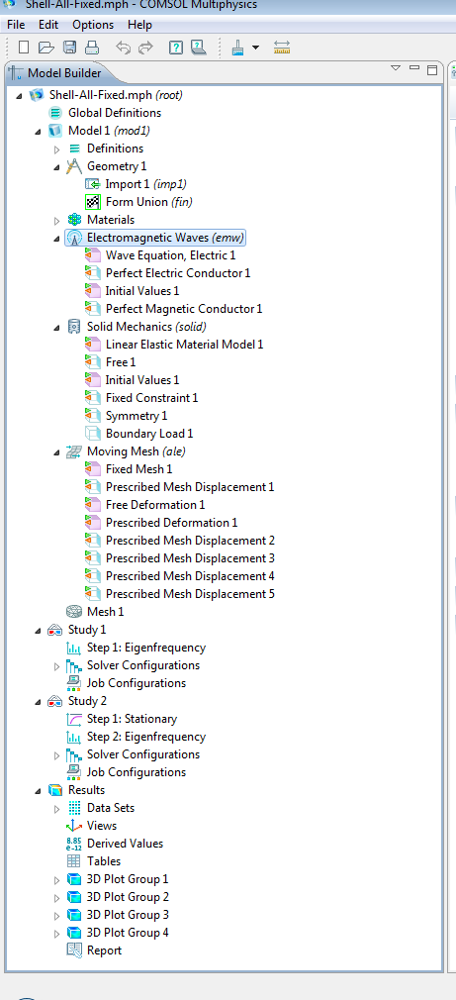 Shell-All-Fixed.mph - COMSOL Multiphysics
File Edit Options Help
Model Builder
Shell-All-Fixed.mph (root)
Global Definitions
Model 1 (mod1)
Definitions
Geometry 1
Import 1 (imp1)
Form Union (fin)
Materials
Electromagnetic Waves (emw)
Wave Equation, Electric 1
Perfect Electric Conductor 1
Initial Values 1
Perfect Magnetic Conductor 1
Solid Mechanics (solid)
Linear Elastic Material Model 1
Free 1
Initial Values 1
Fixed Constraint 1
Symmetry 1
Boundary Load 1
Moving Mesh (ale)
Fixed Mesh 1
Prescribed Mesh Displacement 1
Free Deformation 1
Prescribed Deformation 1
Prescribed Mesh Displacement 2
Prescribed Mesh Displacement 3
Prescribed Mesh Displacement 4
Prescribed Mesh Displacement 5
Mesh 1
Study 1
Step 1: Eigenfrequency
Solver Configurations
Job Configurations
Study 2
Step 1: Stationary
Step 2: Eigenfrequency
Solver Configurations
Job Configurations
Results
Data Sets
Views
8.85
e-12
Derived Values
Tables
3D Plot Group 1
3D Plot Group 2
3D Plot Group 3
3D Plot Group 4
Report